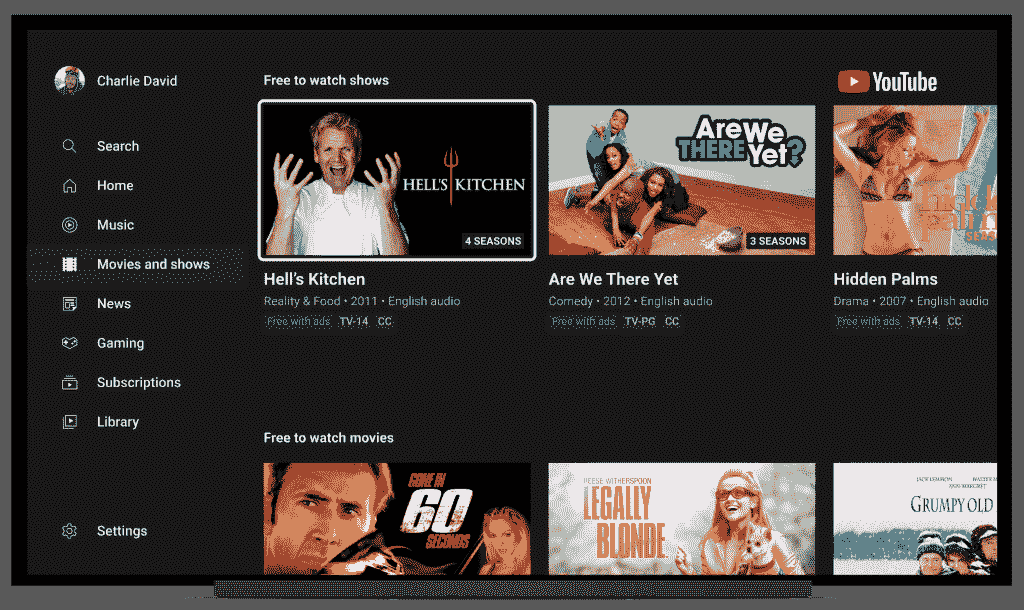 Charlie David
Search
Home
Music
Movies and shows
News
Gaming
Subscriptions
Library
Settings
Free to watch shows
YouTube
HELL'S KITCHEN
4 SEASONS
Hell's Kitchen
Reality & Food • 2011 • English audio
Free with ads TV-14 CC
Are We
THERE Yet?
3 SEASONS
Are We There Yet
Comedy • 2012 • English audio
Free with ads TV-PG CC
Hidden Palms
Drama • 2007 • English audio
Free with ads TV-14 CC
Free to watch movies
GONE IN
60
SECONDS
REESE WITHERSPOON
LEGALLY
BLONDE
JACK LEMMON
GRUMPY OLD